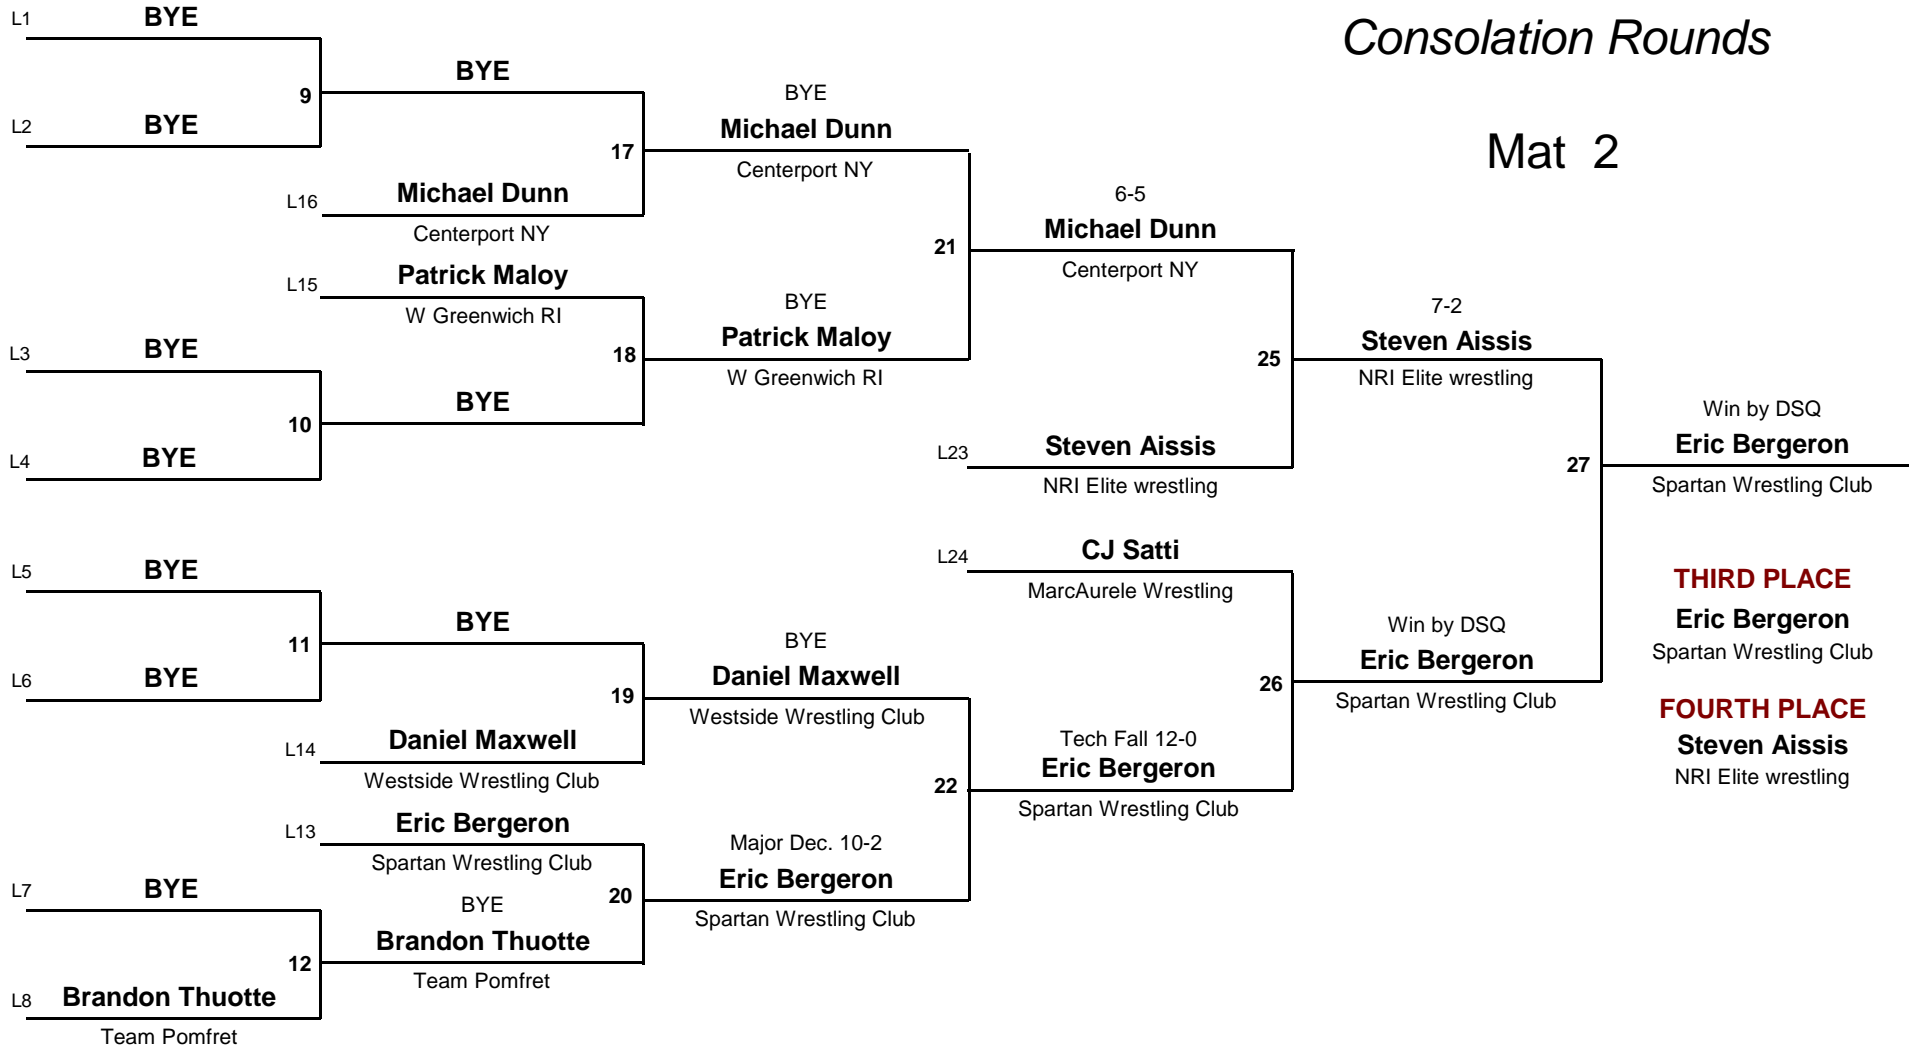 Consolation Rounds
Mat 2
L1 BYE
9
L2 BYE
BYE
17
L16 Michael Dunn
Centerport NY
L15 Patrick Maloy
W Greenwich RI
L3 BYE
10
L4 BYE
BYE
18
BYE
Michael Dunn
Centerport NY
21
BYE
Patrick Maloy
W Greenwich RI
6-5
Michael Dunn
Centerport NY
25
L23 Steven Aissis
NRI Elite wrestling
7-2
Steven Aissis
NRI Elite wrestling
27
L5 BYE
11
L6 BYE
BYE
19
L14 Daniel Maxwell
Westside Wrestling Club
L13 Eric Bergeron
Spartan Wrestling Club
L7 BYE
12
L8 Brandon Thuotte
Team Pomfret
BYE
Brandon Thuotte
Team Pomfret
20
BYE
Daniel Maxwell
Westside Wrestling Club
22
Major Dec. 10-2
Eric Bergeron
Spartan Wrestling Club
L24 CJ Satti
MarcAurele Wrestling
26
Tech Fall 12-0
Eric Bergeron
Spartan Wrestling Club
Win by DSQ
Eric Bergeron
Spartan Wrestling Club
Win by DSQ
Eric Bergeron
Spartan Wrestling Club
THIRD PLACE
Eric Bergeron
Spartan Wrestling Club
FOURTH PLACE
Steven Aissis
NRI Elite wrestling